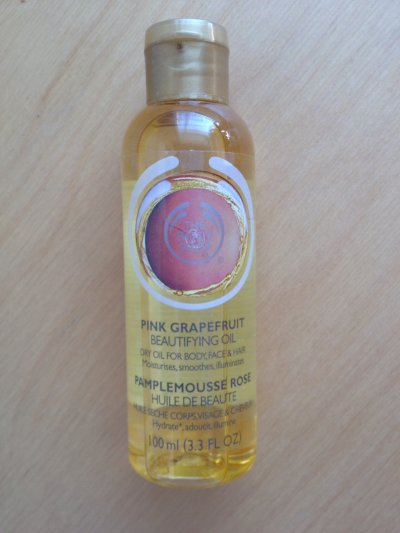 PINK GRAPEFRUIT
BEAUTIFYING OIL
DRY OIL FOR BODY, FACE & HAIR
Moisturises, smoothes, illuminates
PAMPLEMOUSSE ROSE
HUILE DE BEAUTÉ
HUILE SÈCHE CORPS, VISAGE & CHEVEUX
Hydrate*, adoucit, illumine
100 ml (3.3 FL OZ)